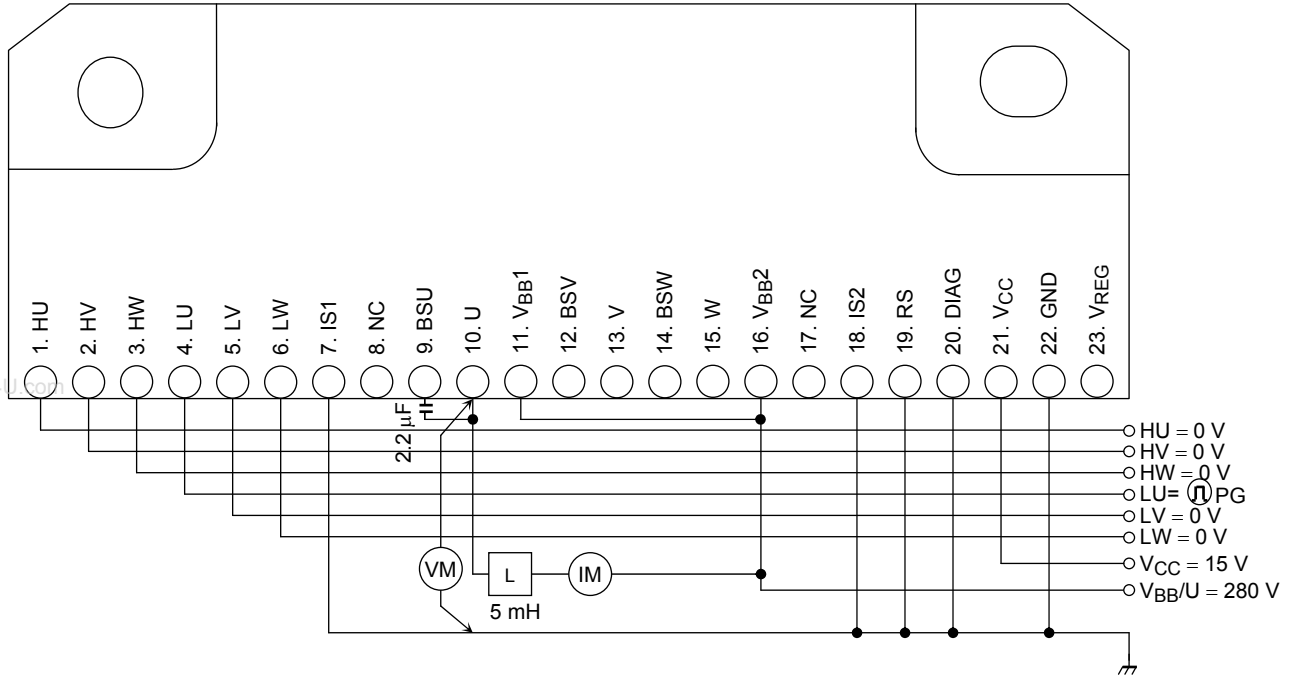 1. HU
2. HV
3. HW
4. LU
5. LV
6. LW
7. IS1
8. NC
9. BSU
10. U
11. VBB1
12. BSV
13. V
14. BSW
15. W
16. VBB2
17. NC
18. IS2
19. RS
20. DIAG
21. VCC
22. GND
23. VREG
U.com
2.2 μF
HU = 0 V
HV = 0 V
HW = 0 V
LU= PG
LV = 0 V
LW = 0 V
VM
L
IM
5 mH
VCC = 15 V
VBB/U = 280 V